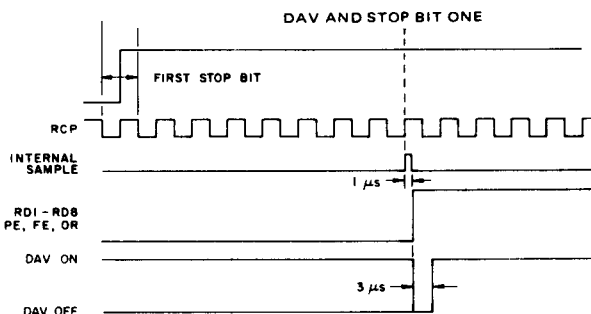 DAV AND STOP BIT ONE
FIRST STOP BIT
RCP
INTERNAL
SAMPLE
1 μs
RD1 - RD8
PE, FE, OR
DAV ON
3 μs
DAV OFF